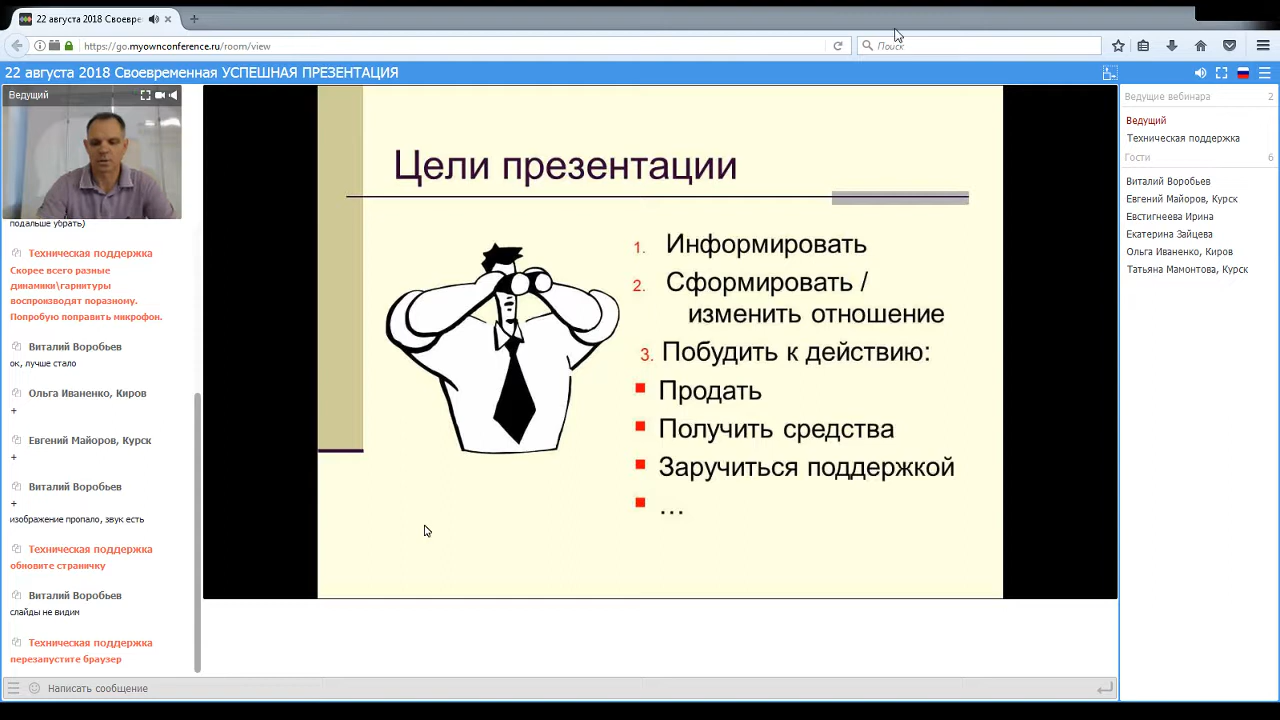 22 августа 2018 Своевре
https://go.myownconference.ru/room/view
Поиск
22 августа 2018 Своевременная УСПЕШНАЯ ПРЕЗЕНТАЦИЯ
Ведущий
подальше убрать)
Техническая поддержка
Скорее всего разные
динамики\гарнитуры
воспроизводят поразному.
Попробую поправить микрофон.
Виталий Воробьев
ок, лучше стало
Ольга Иваненко, Киров
+
Евгений Майоров, Курск
+
Виталий Воробьев
+
изображение пропало, звук есть
Техническая поддержка
обновите страничку
Виталий Воробьев
слайды не видим
Техническая поддержка
перезапустите браузер
Написать сообщение
Цели презентации
1. Информировать
2. Сформировать /
изменить отношение
3. Побудить к действию:
Продать
Получить средства
Заручиться поддержкой
...
Ведущие вебинара 2
Ведущий
Техническая поддержка
Гости 6
Виталий Воробьев
Евгений Майоров, Курск
Евстигнеева Ирина
Екатерина Зайцева
Ольга Иваненко, Киров
Татьяна Мамонтова, Курск